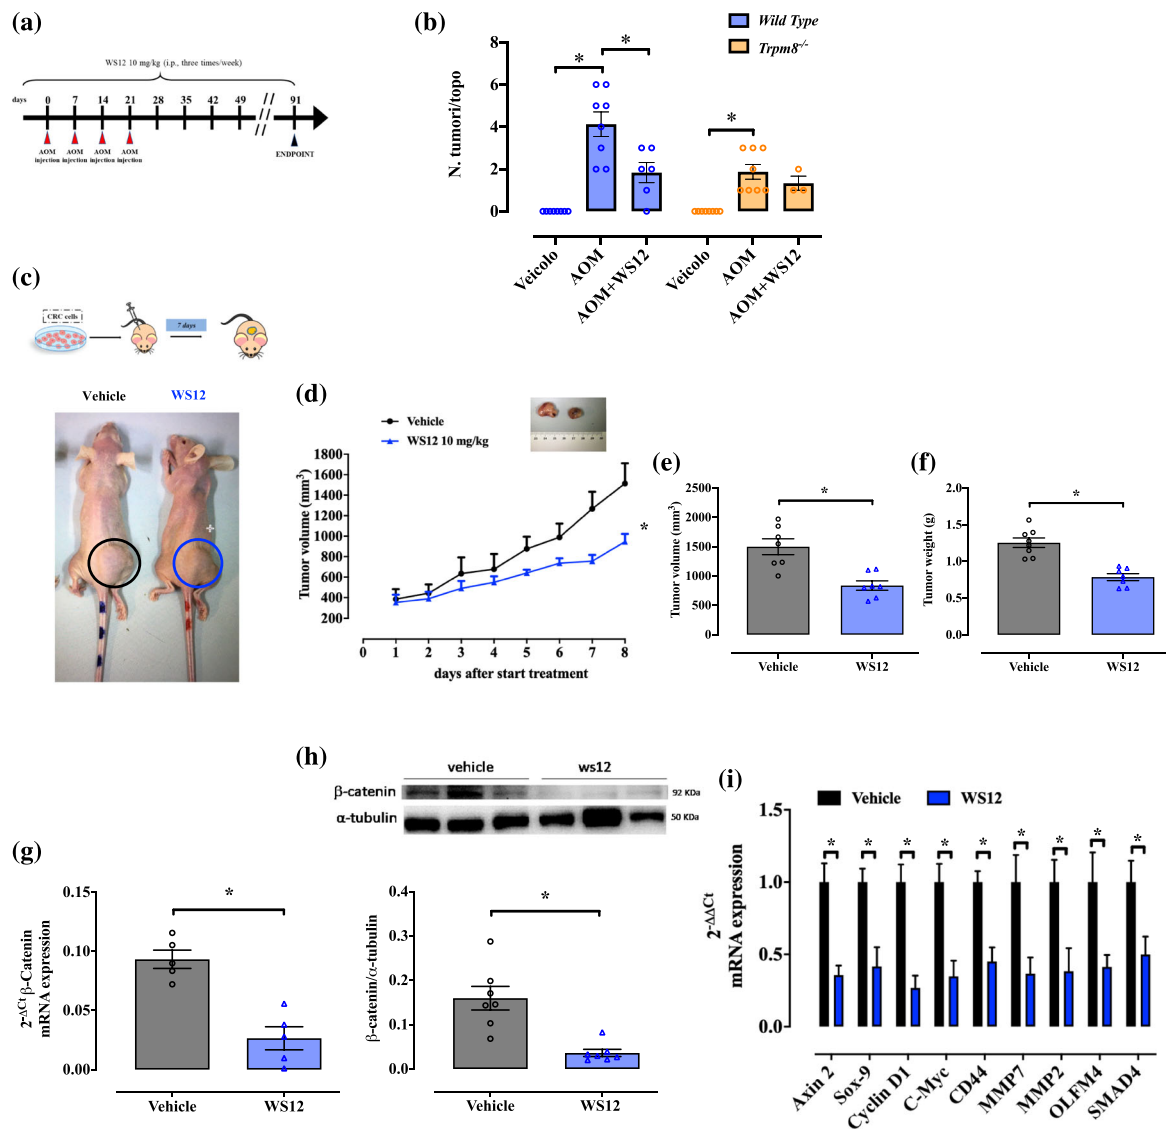 (a)
WS12 10 mg/kg (i.p., three times/week)
days 0 7 14 21 28 35 42 49 91
AOM injection AOM injection AOM injection AOM injection ENDPOINT
(b)
Wild Type
Trpm8-/-
N. tumori/topo
8
6
4
2
0
* * *
Veicolo AOM AOM+WS12 Veicolo AOM AOM+WS12
(c)
CRC cells
7 days
Vehicle WS12
(d)
Vehicle
WS12 10 mg/kg
Tumor volume (mm3)
1800
1600
1400
1200
1000
800
600
400
200
*
0 1 2 3 4 5 6 7 8
days after start treatment
(e)
Tumor volume (mm3)
2500
2000
1500
1000
500
0
*
Vehicle WS12
(f)
Tumor weight (g)
2.0
1.5
1.0
0.5
0.0
*
Vehicle WS12
(g)
2-ΔCt β-Catenin
mRNA expression
0.15
0.10
0.05
0.00
*
Vehicle WS12
(h)
vehicle ws12
β-catenin 92 KDa
α-tubulin 50 KDa
β-catenin/α-tubulin
0.4
0.3
0.2
0.1
0.0
*
Vehicle WS12
(i)
Vehicle WS12
2-ΔΔCt
mRNA expression
1.5
1.0
0.5
0.0
* * * * * * * * *
Axin 2 Sox-9 Cyclin D1 C-Myc CD44 MMP7 MMP2 OLFM4 SMAD4